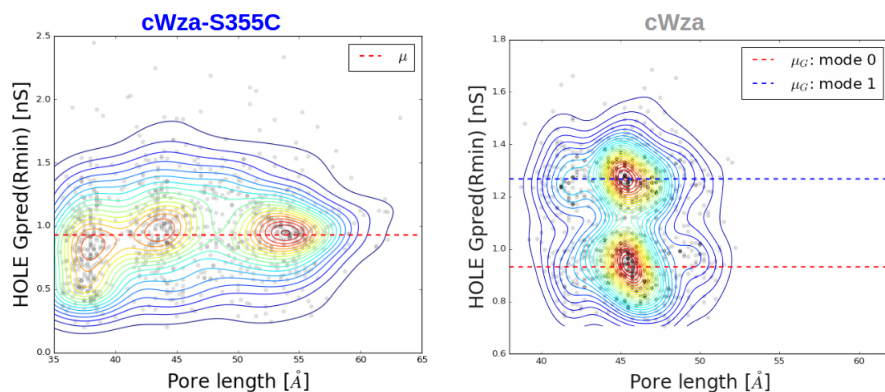 cWza-S355C
HOLE Gpred(Rmin) [nS]
2.5
2.0
1.5
1.0
0.5
0.0
μ
35 40 45 50 55 60 65
Pore length [Å]
cWza
HOLE Gpred(Rmin) [nS]
1.8
1.6
1.4
1.2
1.0
0.8
0.6
μ_G: mode 0
μ_G: mode 1
40 45 50 55 60
Pore length [Å]